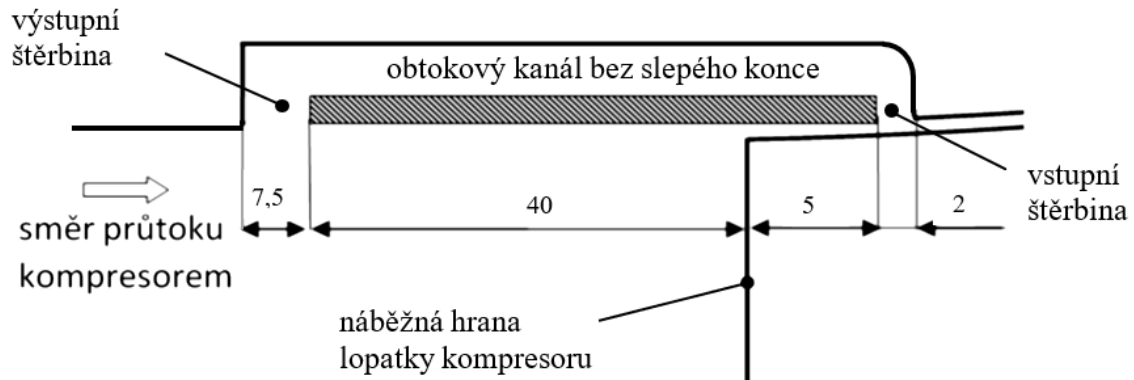 výstupní
štěrbina
obtokový kanál bez slepého konce
7,5
40
5
2
vstupní
štěrbina
směr průtoku
kompresorem
náběžná hrana
lopatky kompresoru